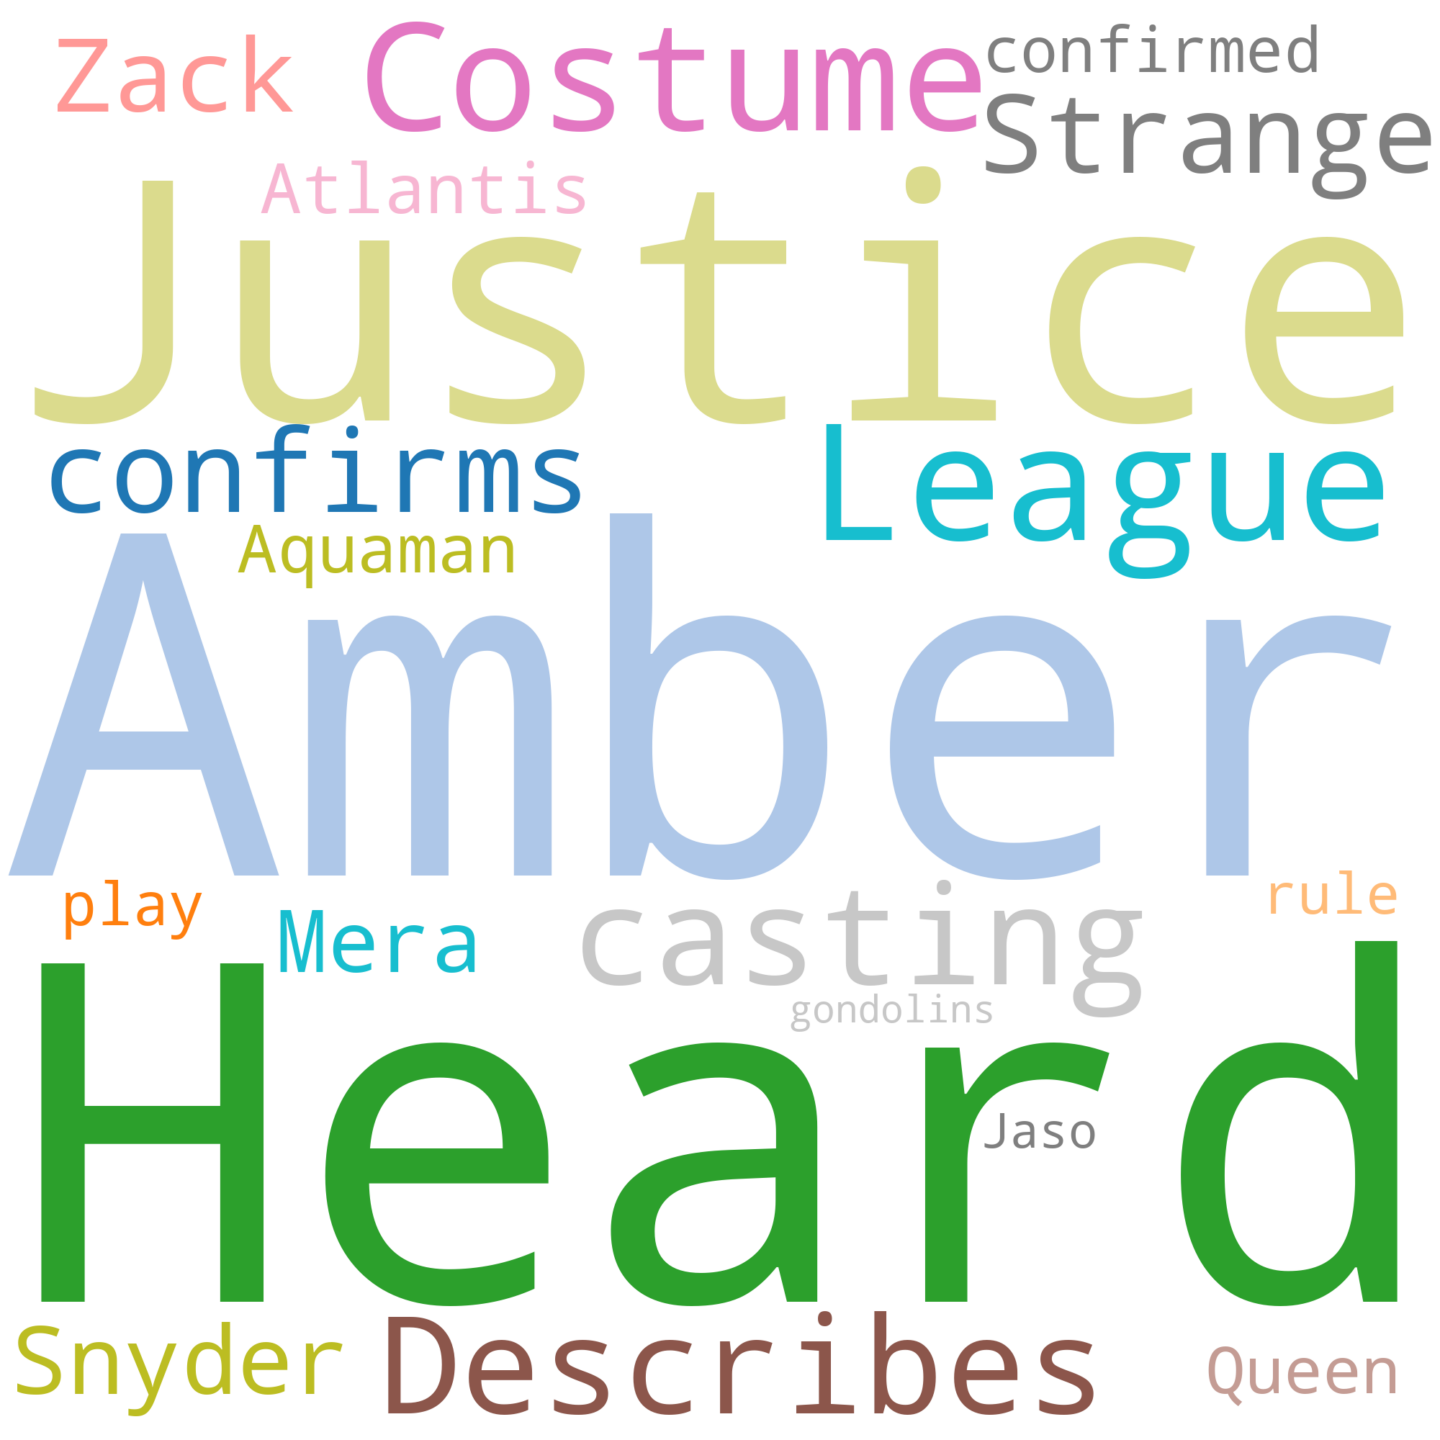 Zack Costume confirmed
Strange
Atlantis
Justice
confirms League
Aquaman
Amber
play Mera casting rule
gondolins
Heard
Jaso
Snyder Describes Queen